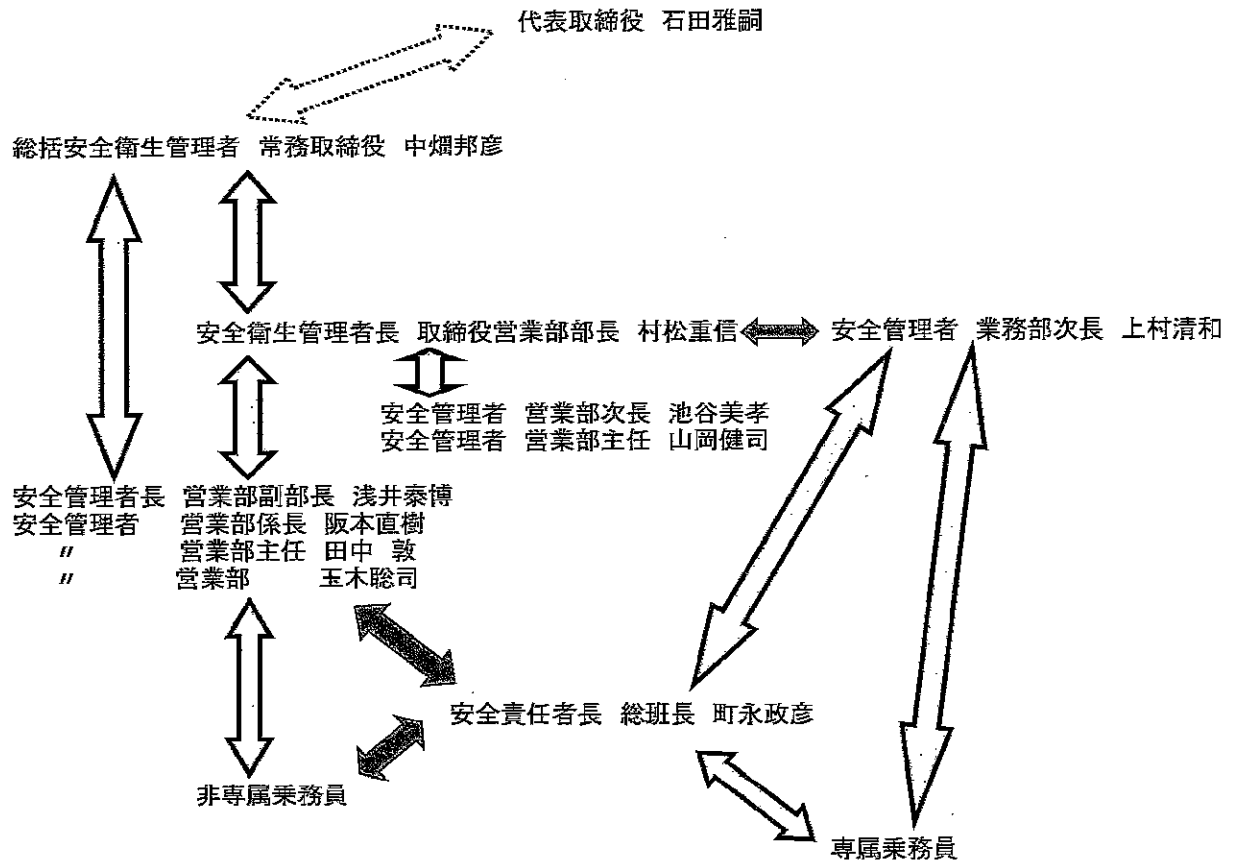 代表取締役 石田雅嗣
総括安全衛生管理者 常務取締役 中畑邦彦
安全衛生管理者長 取締役営業部部長 村松重信
安全管理者 業務部次長 上村清和
安全管理者 営業部次長 池谷美孝
安全管理者 営業部主任 山岡健司
安全管理者長 営業部副部長 浅井泰博
安全管理者 営業部係長 阪本直樹
〃 営業部主任 田中 敦
〃 営業部 玉木聡司
安全責任者長 総班長 町永政彦
非専属乗務員
専属乗務員